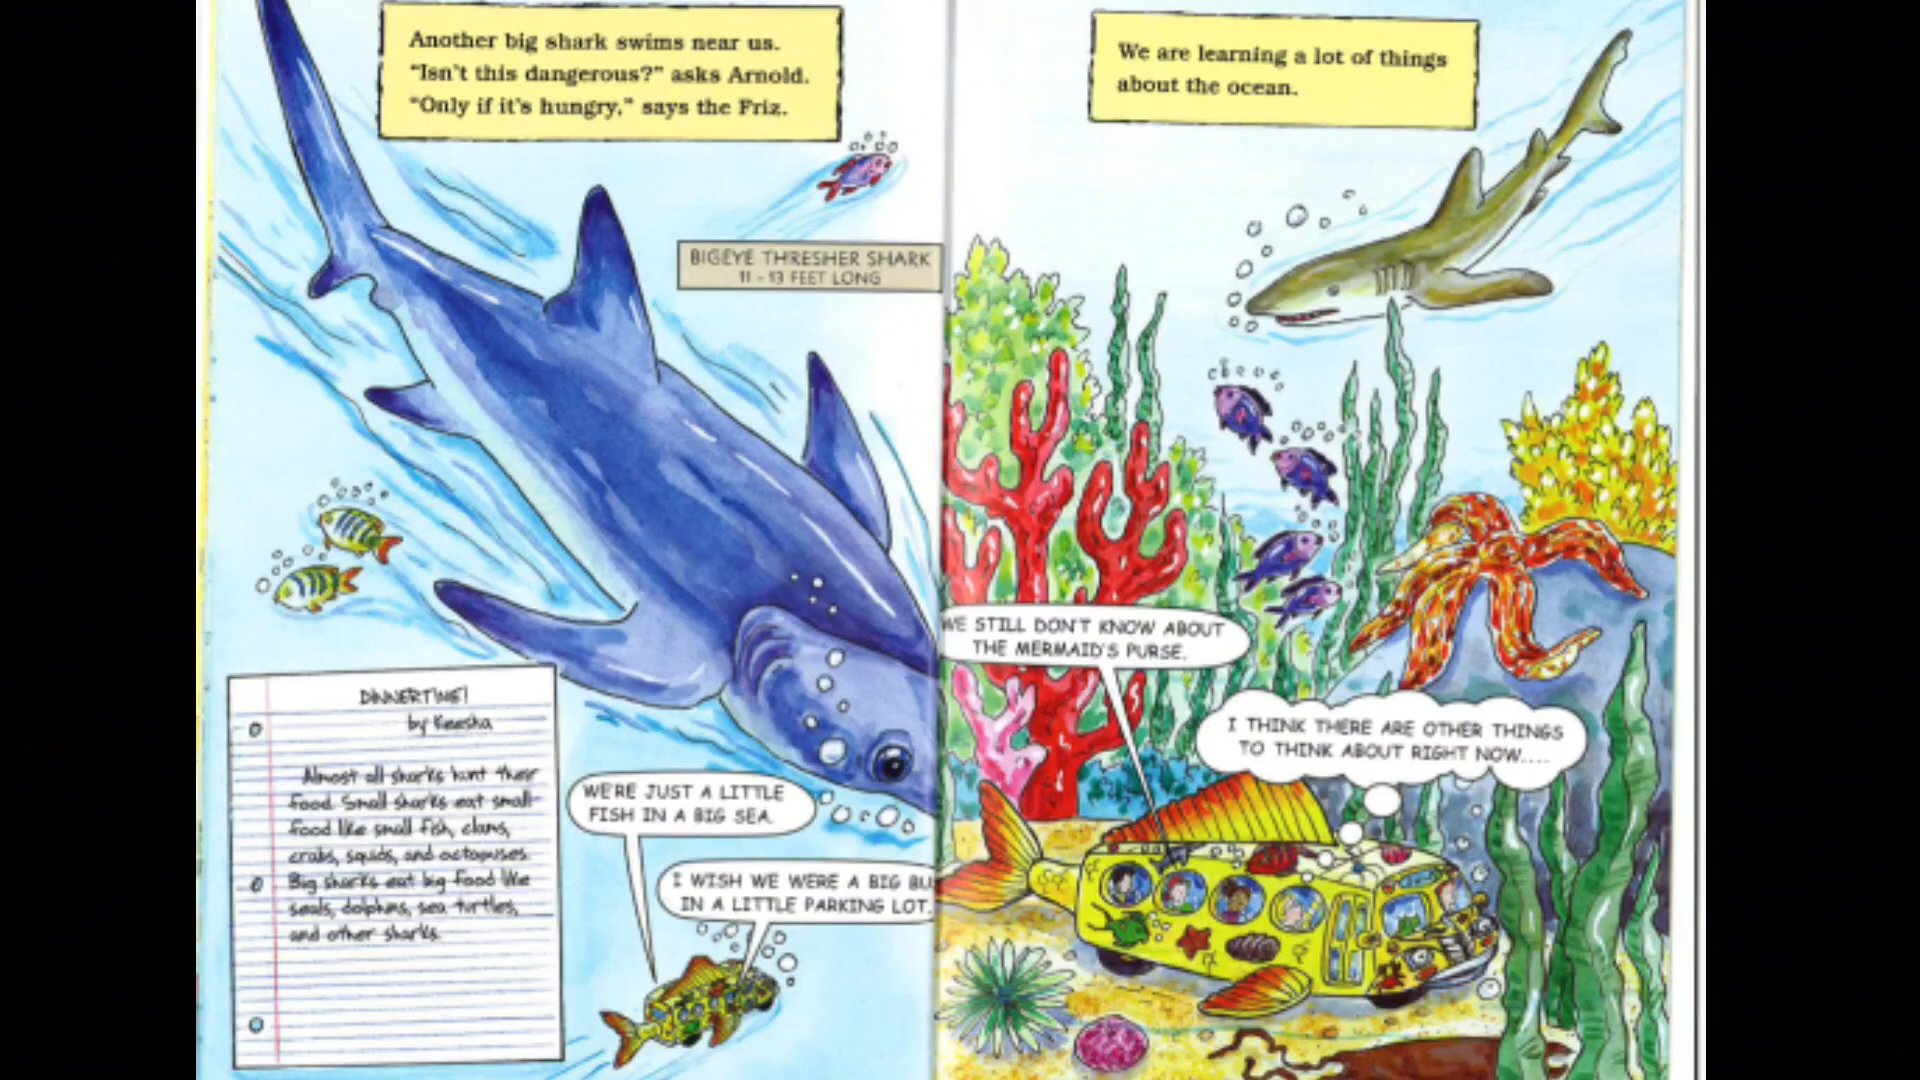 Another big shark swims near us.
"Isn't this dangerous?" asks Arnold.
"Only if it's hungry," says the Friz.
BIGEYE THRESHER SHARK
11 - 13 FEET LONG
DINNERTIME!
by Keesha
Almost all sharks hunt their
food. Small sharks eat small
food like small fish, clams,
crabs, squids, and octopuses.
Big sharks eat big food like
seals, dolphins, sea turtles,
and other sharks.
WE'RE JUST A LITTLE
FISH IN A BIG SEA.
I WISH WE WERE A BIG BU
IN A LITTLE PARKING LOT.
We are learning a lot of things
about the ocean.
WE STILL DON'T KNOW ABOUT
THE MERMAID'S PURSE.
I THINK THERE ARE OTHER THINGS
TO THINK ABOUT RIGHT NOW.....